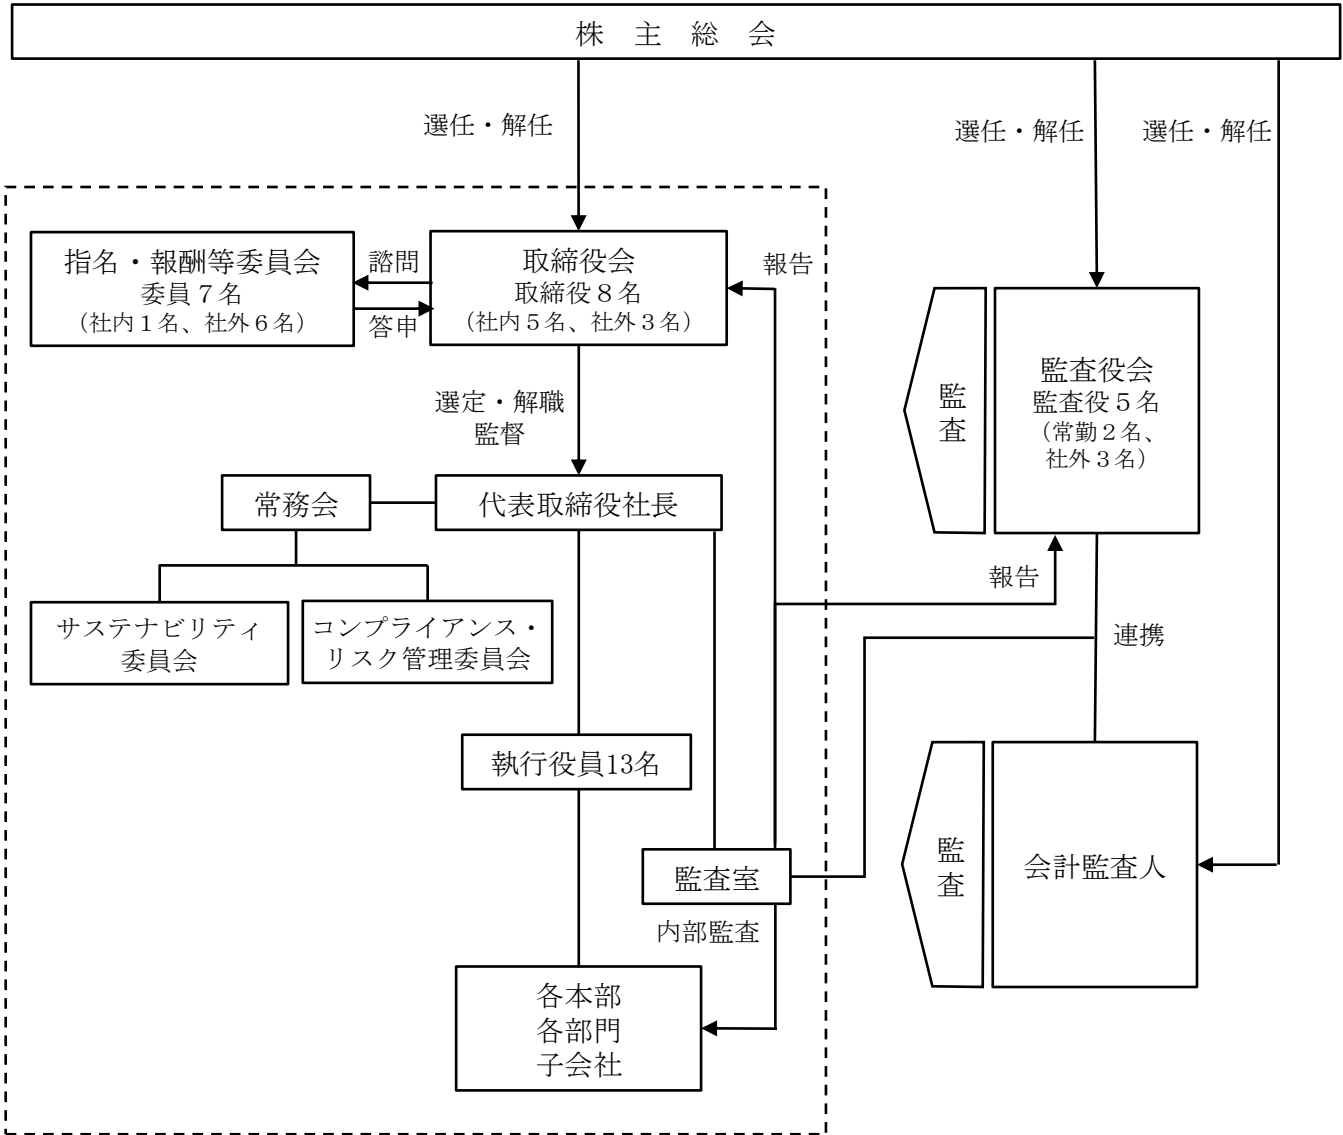 株 主 総 会
選任・解任
選任・解任
選任・解任
指名・報酬等委員会
委員７名
（社内１名、社外６名）
諮問
答申
取締役会
取締役８名
（社内５名、社外３名）
報告
監査
監査役会
監査役５名
（常勤２名、
社外３名）
選定・解職
監督
常務会
代表取締役社長
報告
サステナビリティ
委員会
コンプライアンス・
リスク管理委員会
連携
執行役員13名
監査室
内部監査
監査
会計監査人
各本部
各部門
子会社